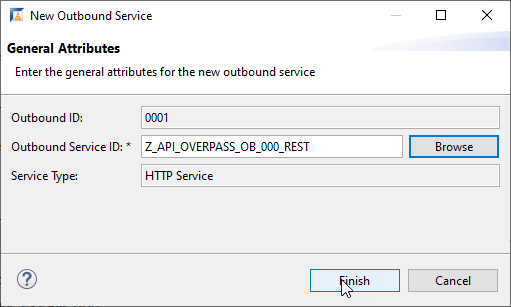 New Outbound Service
General Attributes
Enter the general attributes for the new outbound service
Outbound ID: 0001
Outbound Service ID: * Z_API_OVERPASS_OB_000_REST Browse
Service Type: HTTP Service
? Finish Cancel